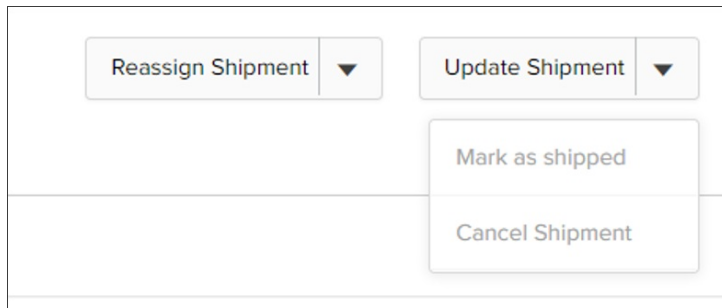 Reassign Shipment
Update Shipment
Mark as shipped
Cancel Shipment